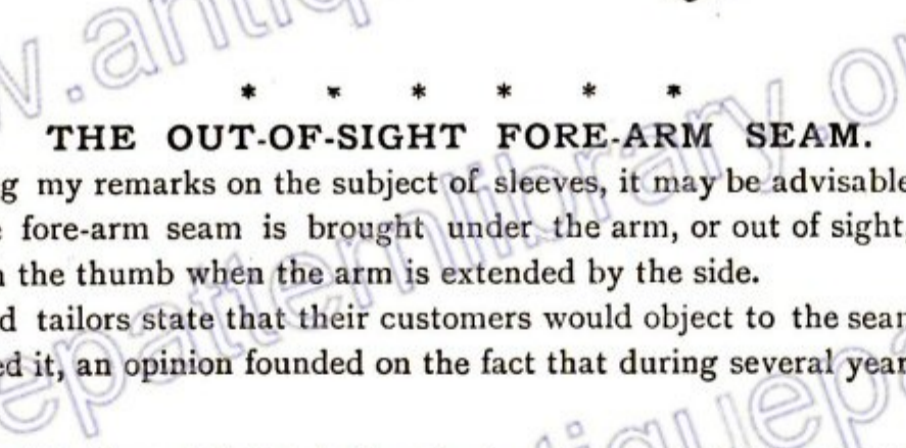 * * * * * *
THE OUT-OF-SIGHT FORE-ARM SEAM.
g my remarks on the subject of sleeves, it may be advisable
fore-arm seam is brought under the arm, or out of sight,
the thumb when the arm is extended by the side.
d tailors state that their customers would object to the sear
ed it, an opinion founded on the fact that during several year